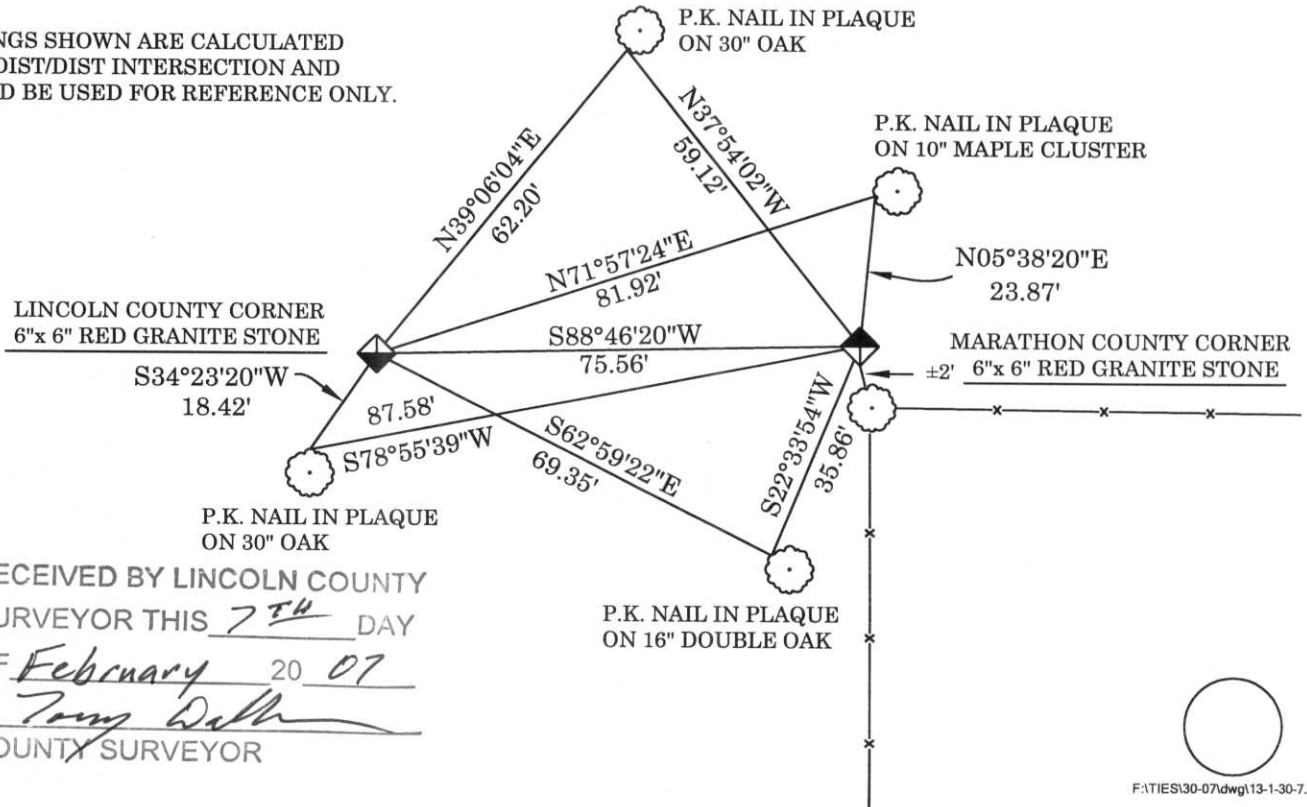 NGS SHOWN ARE CALCULATED
DIST/DIST INTERSECTION AND
D BE USED FOR REFERENCE ONLY.
P.K. NAIL IN PLAQUE
ON 30" OAK
P.K. NAIL IN PLAQUE
ON 10" MAPLE CLUSTER
N39°06'04"E
62.20'
N37°54'02"W
59.12'
N71°57'24"E
81.92'
N05°38'20"E
23.87'
LINCOLN COUNTY CORNER
6"x 6" RED GRANITE STONE
S88°46'20"W
75.56'
MARATHON COUNTY CORNER
±2' 6"x 6" RED GRANITE STONE
S34°23'20"W
18.42'
87.58'
S78°55'39"W
S62°59'22"E
69.35'
S22°33'54"W
35.86'
P.K. NAIL IN PLAQUE
ON 30" OAK
P.K. NAIL IN PLAQUE
ON 16" DOUBLE OAK
ECEIVED BY LINCOLN COUNTY
URVEYOR THIS 7TH DAY
F February 20 07
OUNTY SURVEYOR
F:\TIES\30-07\dwg\13-1-30-7.